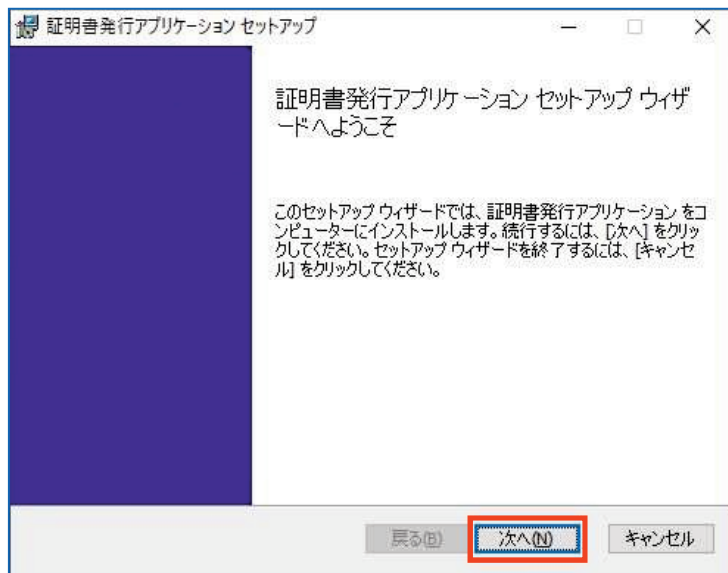 証明書発行アプリケーション セットアップ
証明書発行アプリケーション セットアップ ウィザ
ードへようこそ
このセットアップ ウィザードでは、証明書発行アプリケーション をコ
ンピューターにインストールします。続行するには、[次へ] をクリッ
クしてください。セットアップ ウィザードを終了するには、[キャンセ
ル] をクリックしてください。
戻る(B) 次へ(N) キャンセル